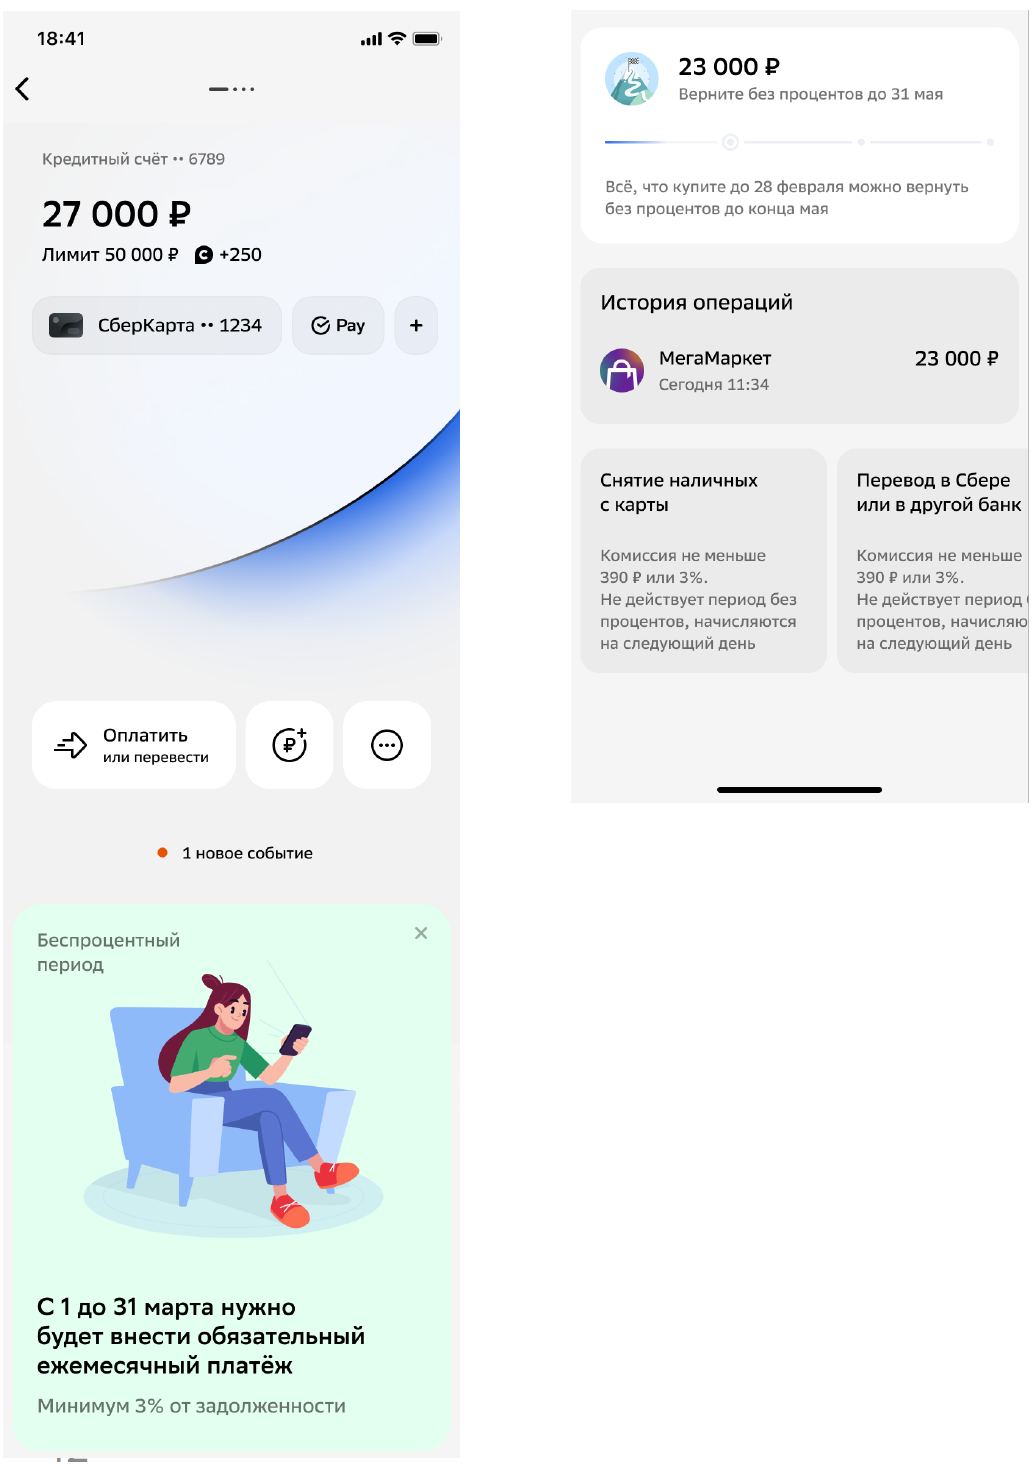 18:41
Кредитный счёт •• 6789
27 000 ₽
Лимит 50 000 ₽ +250
СберКарта •• 1234
Pay
+
Оплатить
или перевести
1 новое событие
Беспроцентный
период
С 1 до 31 марта нужно
будет внести обязательный
ежемесячный платёж
Минимум 3% от задолженности
23 000 ₽
Верните без процентов до 31 мая
Всё, что купите до 28 февраля можно вернуть
без процентов до конца мая
История операций
МегаМаркет
23 000 ₽
Сегодня 11:34
Снятие наличных
с карты
Комиссия не меньше
390 ₽ или 3%.
Не действует период без
процентов, начисляются
на следующий день
Перевод в Сбере
или в другой банк
Комиссия не меньше
390 ₽ или 3%.
Не действует период
процентов, начисляю
на следующий день